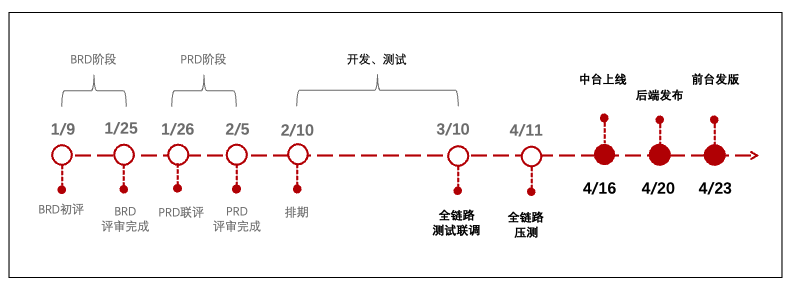 BRD阶段
PRD阶段
开发、测试
中台上线
后端发布
前台发版
1/9
1/25
1/26
2/5
2/10
3/10
4/11
4/16
4/20
4/23
BRD初评
BRD
评审完成
PRD联评
PRD
评审完成
排期
全链路
测试联调
全链路
压测